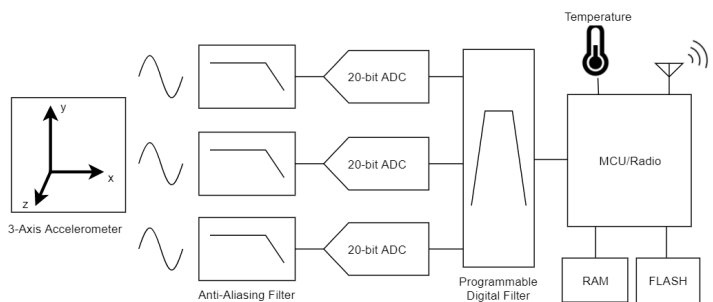 Temperature
20-bit ADC
y
x
z
3-Axis Accelerometer
20-bit ADC
MCU/Radio
20-bit ADC
Anti-Aliasing Filter
Programmable
Digital Filter
RAM
FLASH